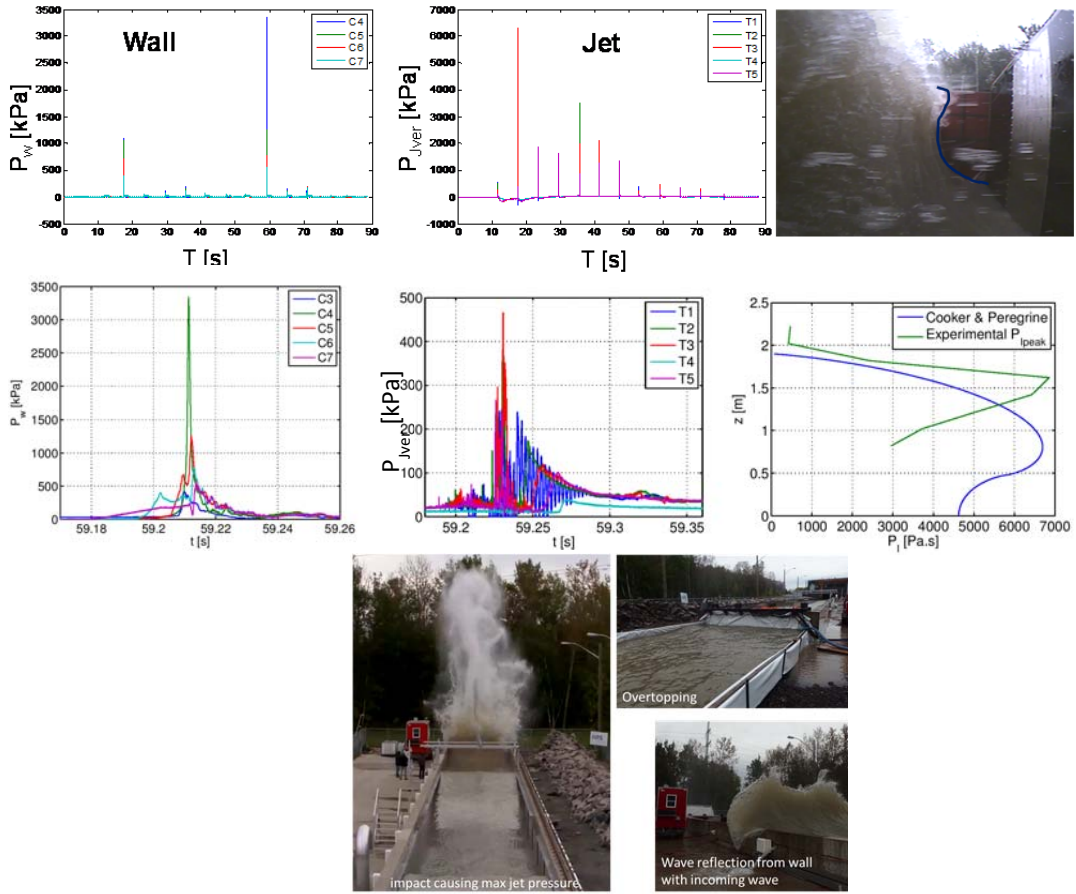 Wall
P_w [kPa]
3500
3000
2500
2000
1500
1000
500
0
-500
0 10 20 30 40 50 60 70 80 90
T [s]
C4
C5
C6
C7
Jet
P_Jver [kPa]
7000
6000
5000
4000
3000
2000
1000
0
-1000
0 10 20 30 40 50 60 70 80 90
T [s]
T1
T2
T3
T4
T5
P_w [kPa]
3500
3000
2500
2000
1500
1000
500
0
59.18 59.2 59.22 59.24 59.26
t [s]
C3
C4
C5
C6
C7
P_Jver [kPa]
500
400
300
200
100
0
59.2 59.25 59.3 59.35
t [s]
T1
T2
T3
T4
T5
z [m]
2.5
2
1.5
1
0.5
0
0 1000 2000 3000 4000 5000 6000 7000
P_I [Pa.s]
Cooker & Peregrine
Experimental P_Ipeak
impact causing max jet pressure
Overtopping
Wave reflection from wall
with incoming wave